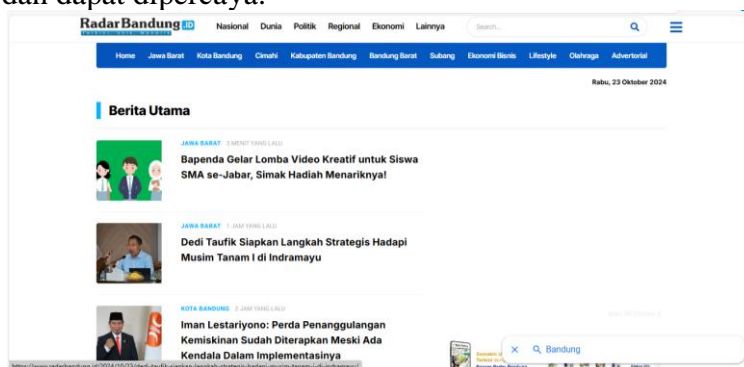 dan dapat dipercaya.
RadarBandung.ID
Nasional Dunia Politik Regional Ekonomi Lainnya
Search...
Home Jawa Barat Kota Bandung Cimahi Kabupaten Bandung Bandung Barat Subang Ekonomi Bisnis Lifestyle Olahraga Advertorial
Rabu, 23 Oktober 2024
Berita Utama
JAWA BARAT 3 MENIT YANG LALU
Bapenda Gelar Lomba Video Kreatif untuk Siswa
SMA se-Jabar, Simak Hadiah Menariknya!
JAWA BARAT 1 JAM YANG LALU
Dedi Taufik Siapkan Langkah Strategis Hadapi
Musim Tanam I di Indramayu
KOTA BANDUNG 2 JAM YANG LALU
Iman Lestariyono: Perda Penanggulangan
Kemiskinan Sudah Diterapkan Meski Ada
Kendala Dalam Implementasinya
Bandung